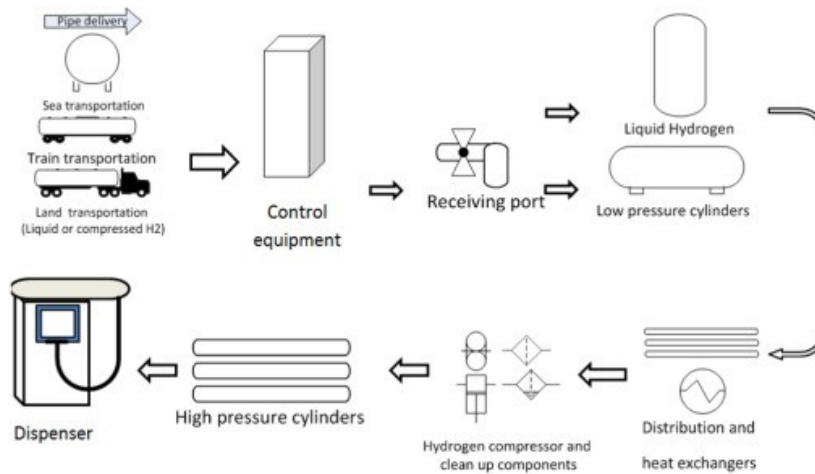 Pipe delivery
Sea transportation
Train transportation
Land transportation
(Liquid or compressed H2)
Control
equipment
Receiving port
Liquid Hydrogen
Low pressure cylinders
Dispenser
High pressure cylinders
Hydrogen compressor and
clean up components
Distribution and
heat exchangers